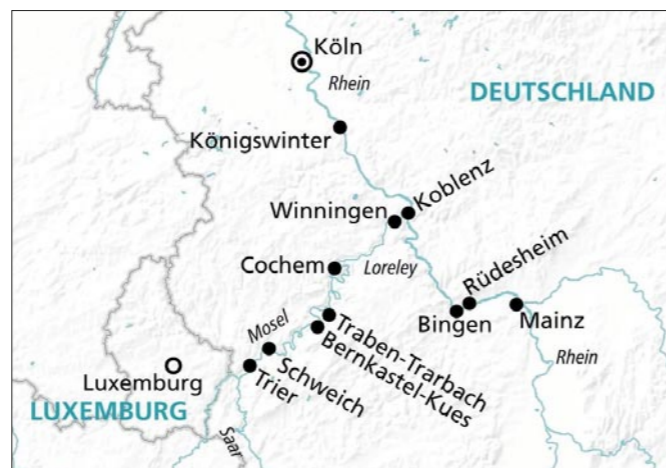 Köln
Rhein
DEUTSCHLAND
Königswinter
Koblenz
Winningen
Rüdesheim
Cochem
Loreley
Bingen
Mainz
Mosel
Traben-Trarbach
Bernkastel-Kues
Rhein
Schweich
Luxemburg
Trier
LUXEMBURG
Saar